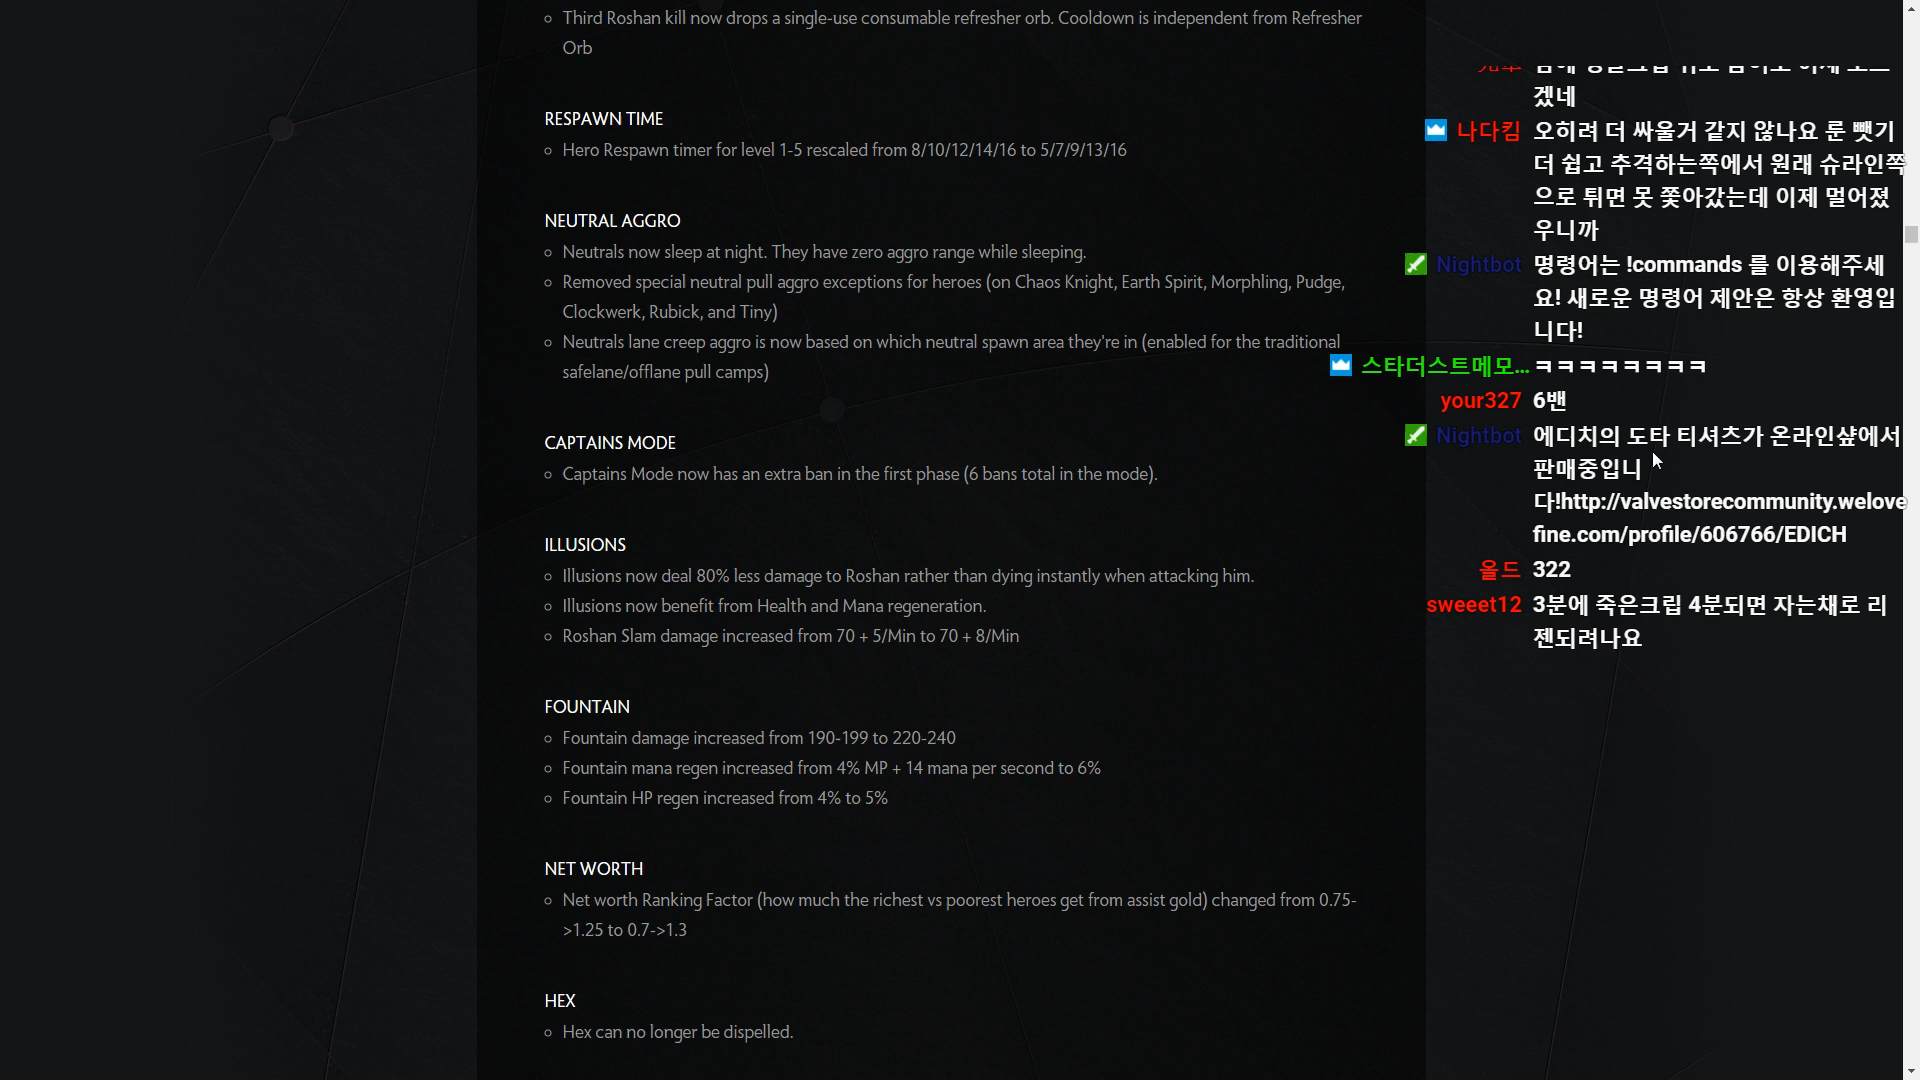 Third Roshan kill now drops a single-use consumable refresher orb. Cooldown is independent from Refresher
Orb
RESPAWN TIME
Hero Respawn timer for level 1-5 rescaled from 8/10/12/14/16 to 5/7/9/13/16
NEUTRAL AGGRO
Neutrals now sleep at night. They have zero aggro range while sleeping.
Removed special neutral pull aggro exceptions for heroes (on Chaos Knight, Earth Spirit, Morphling, Pudge,
Clockwerk, Rubick, and Tiny)
Neutrals lane creep aggro is now based on which neutral spawn area they're in (enabled for the traditional
safelane/offlane pull camps)
CAPTAINS MODE
Captains Mode now has an extra ban in the first phase (6 bans total in the mode).
ILLUSIONS
Illusions now deal 80% less damage to Roshan rather than dying instantly when attacking him.
Illusions now benefit from Health and Mana regeneration.
Roshan Slam damage increased from 70 + 5/Min to 70 + 8/Min
FOUNTAIN
Fountain damage increased from 190-199 to 220-240
Fountain mana regen increased from 4% MP + 14 mana per second to 6%
Fountain HP regen increased from 4% to 5%
NET WORTH
Net worth Ranking Factor (how much the richest vs poorest heroes get from assist gold) changed from 0.75-
>1.25 to 0.7->1.3
HEX
Hex can no longer be dispelled.
겠네
나다킴 오히려 더 싸울거 같지 않나요 룬 뺏기
더 쉽고 추격하는쪽에서 원래 슈라인쪽
으로 튀면 못 쫓아갔는데 이제 멀어졌
우니까
Nightbot 명령어는 !commands 를 이용해주세
요! 새로운 명령어 제안은 항상 환영입
니다!
스타더스트메모... ㅋㅋㅋㅋㅋㅋㅋㅋ
your327 6밴
Nightbot 에디치의 도타 티셔츠가 온라인샾에서
판매중입니
다!http://valvestorecommunity.welove
fine.com/profile/606766/EDICH
올드 322
sweeet12 3분에 죽은크립 4분되면 자는채로 리
젠되려나요